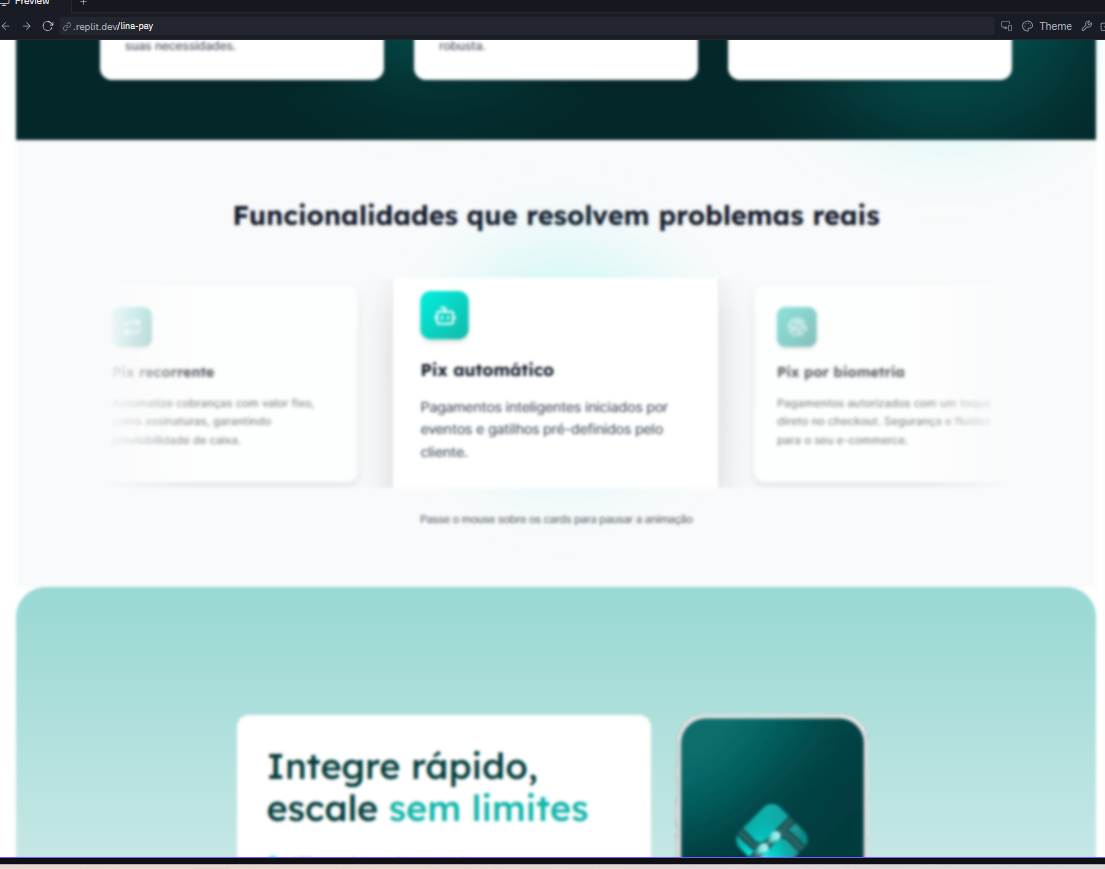 Preview
.replit.dev/lina-pay
Theme
suas necessidades.
robusta.
Funcionalidades que resolvem problemas reais
Pix recorrente
Automatize cobranças com valor fixo,
como assinaturas, garantindo
previsibilidade de caixa.
Pix automático
Pagamentos inteligentes iniciados por
eventos e gatilhos pré-definidos pelo
cliente.
Pix por biometria
Pagamentos autorizados com um toque
direto no checkout. Segurança e fluidez
para o seu e-commerce.
Passe o mouse sobre os cards para pausar a animação
Integre rápido,
escale sem limites